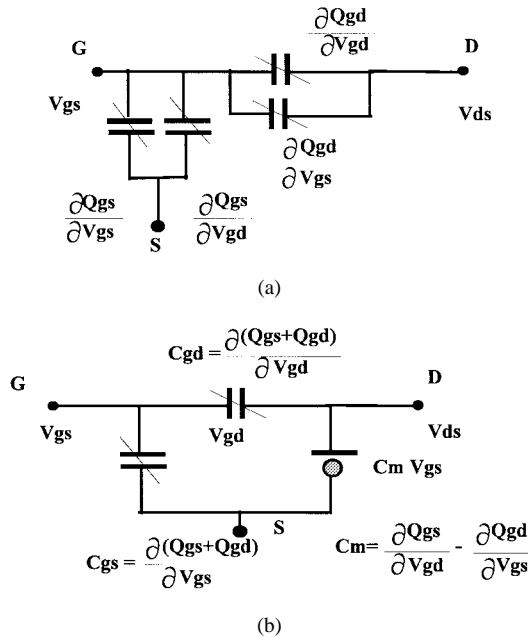 ∂Qgd
∂Vgd
G
D
Vgs
Vds
∂Qgd
∂Vgs
∂Qgs
∂Vgs
∂Qgs
∂Vgd
S
(a)
Cgd = ∂(Qgs+Qgd)
∂Vgd
G
D
Vgs
Vgd
Vds
Cm Vgs
S
Cgs = ∂(Qgs+Qgd)
∂Vgs
Cm= ∂Qgs - ∂Qgd
∂Vgd ∂Vgs
(b)